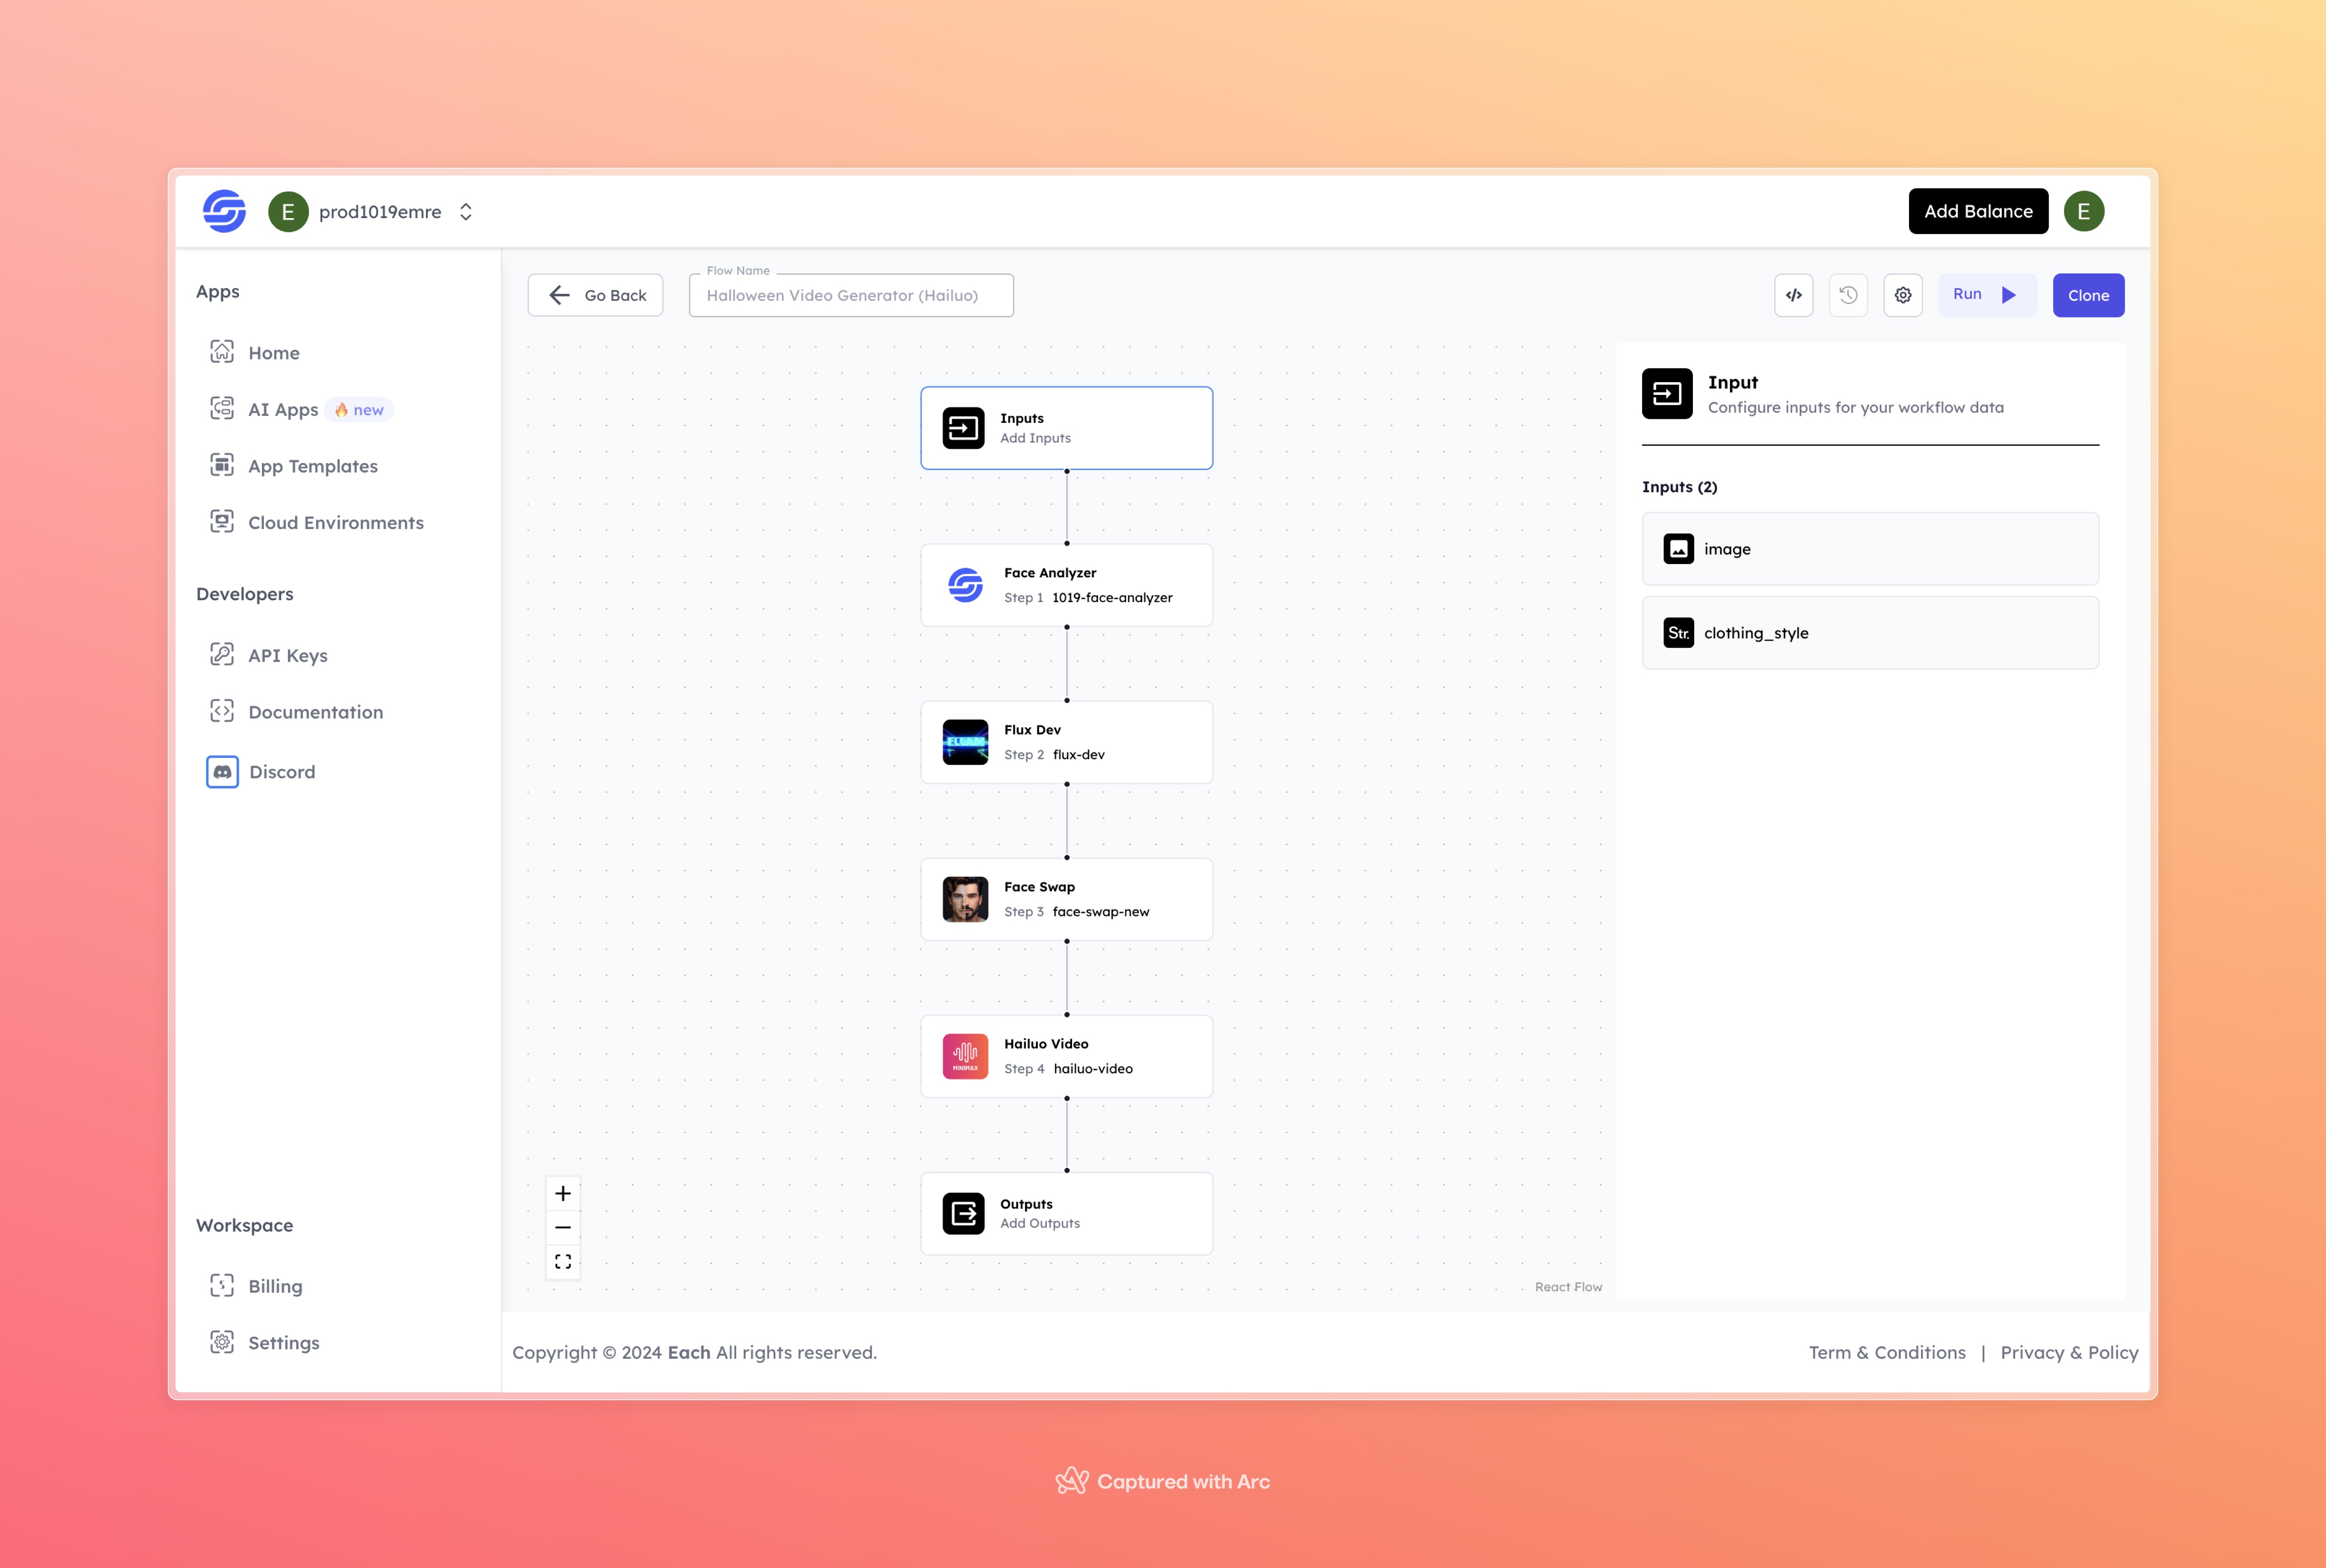 E prod1019emre
Add Balance E
Apps
Home
AI Apps 🔥 new
App Templates
Cloud Environments
Developers
API Keys
Documentation
Discord
Workspace
Billing
Settings
Go Back
Flow Name
Halloween Video Generator (Hailuo)
Run
Clone
Inputs
Add Inputs
Face Analyzer
Step 1 1019-face-analyzer
Flux Dev
Step 2 flux-dev
Face Swap
Step 3 face-swap-new
MINIMAX
Hailuo Video
Step 4 hailuo-video
Outputs
Add Outputs
React Flow
Input
Configure inputs for your workflow data
Inputs (2)
image
Str. clothing_style
Copyright © 2024 Each All rights reserved.
Term & Conditions | Privacy & Policy
Captured with Arc